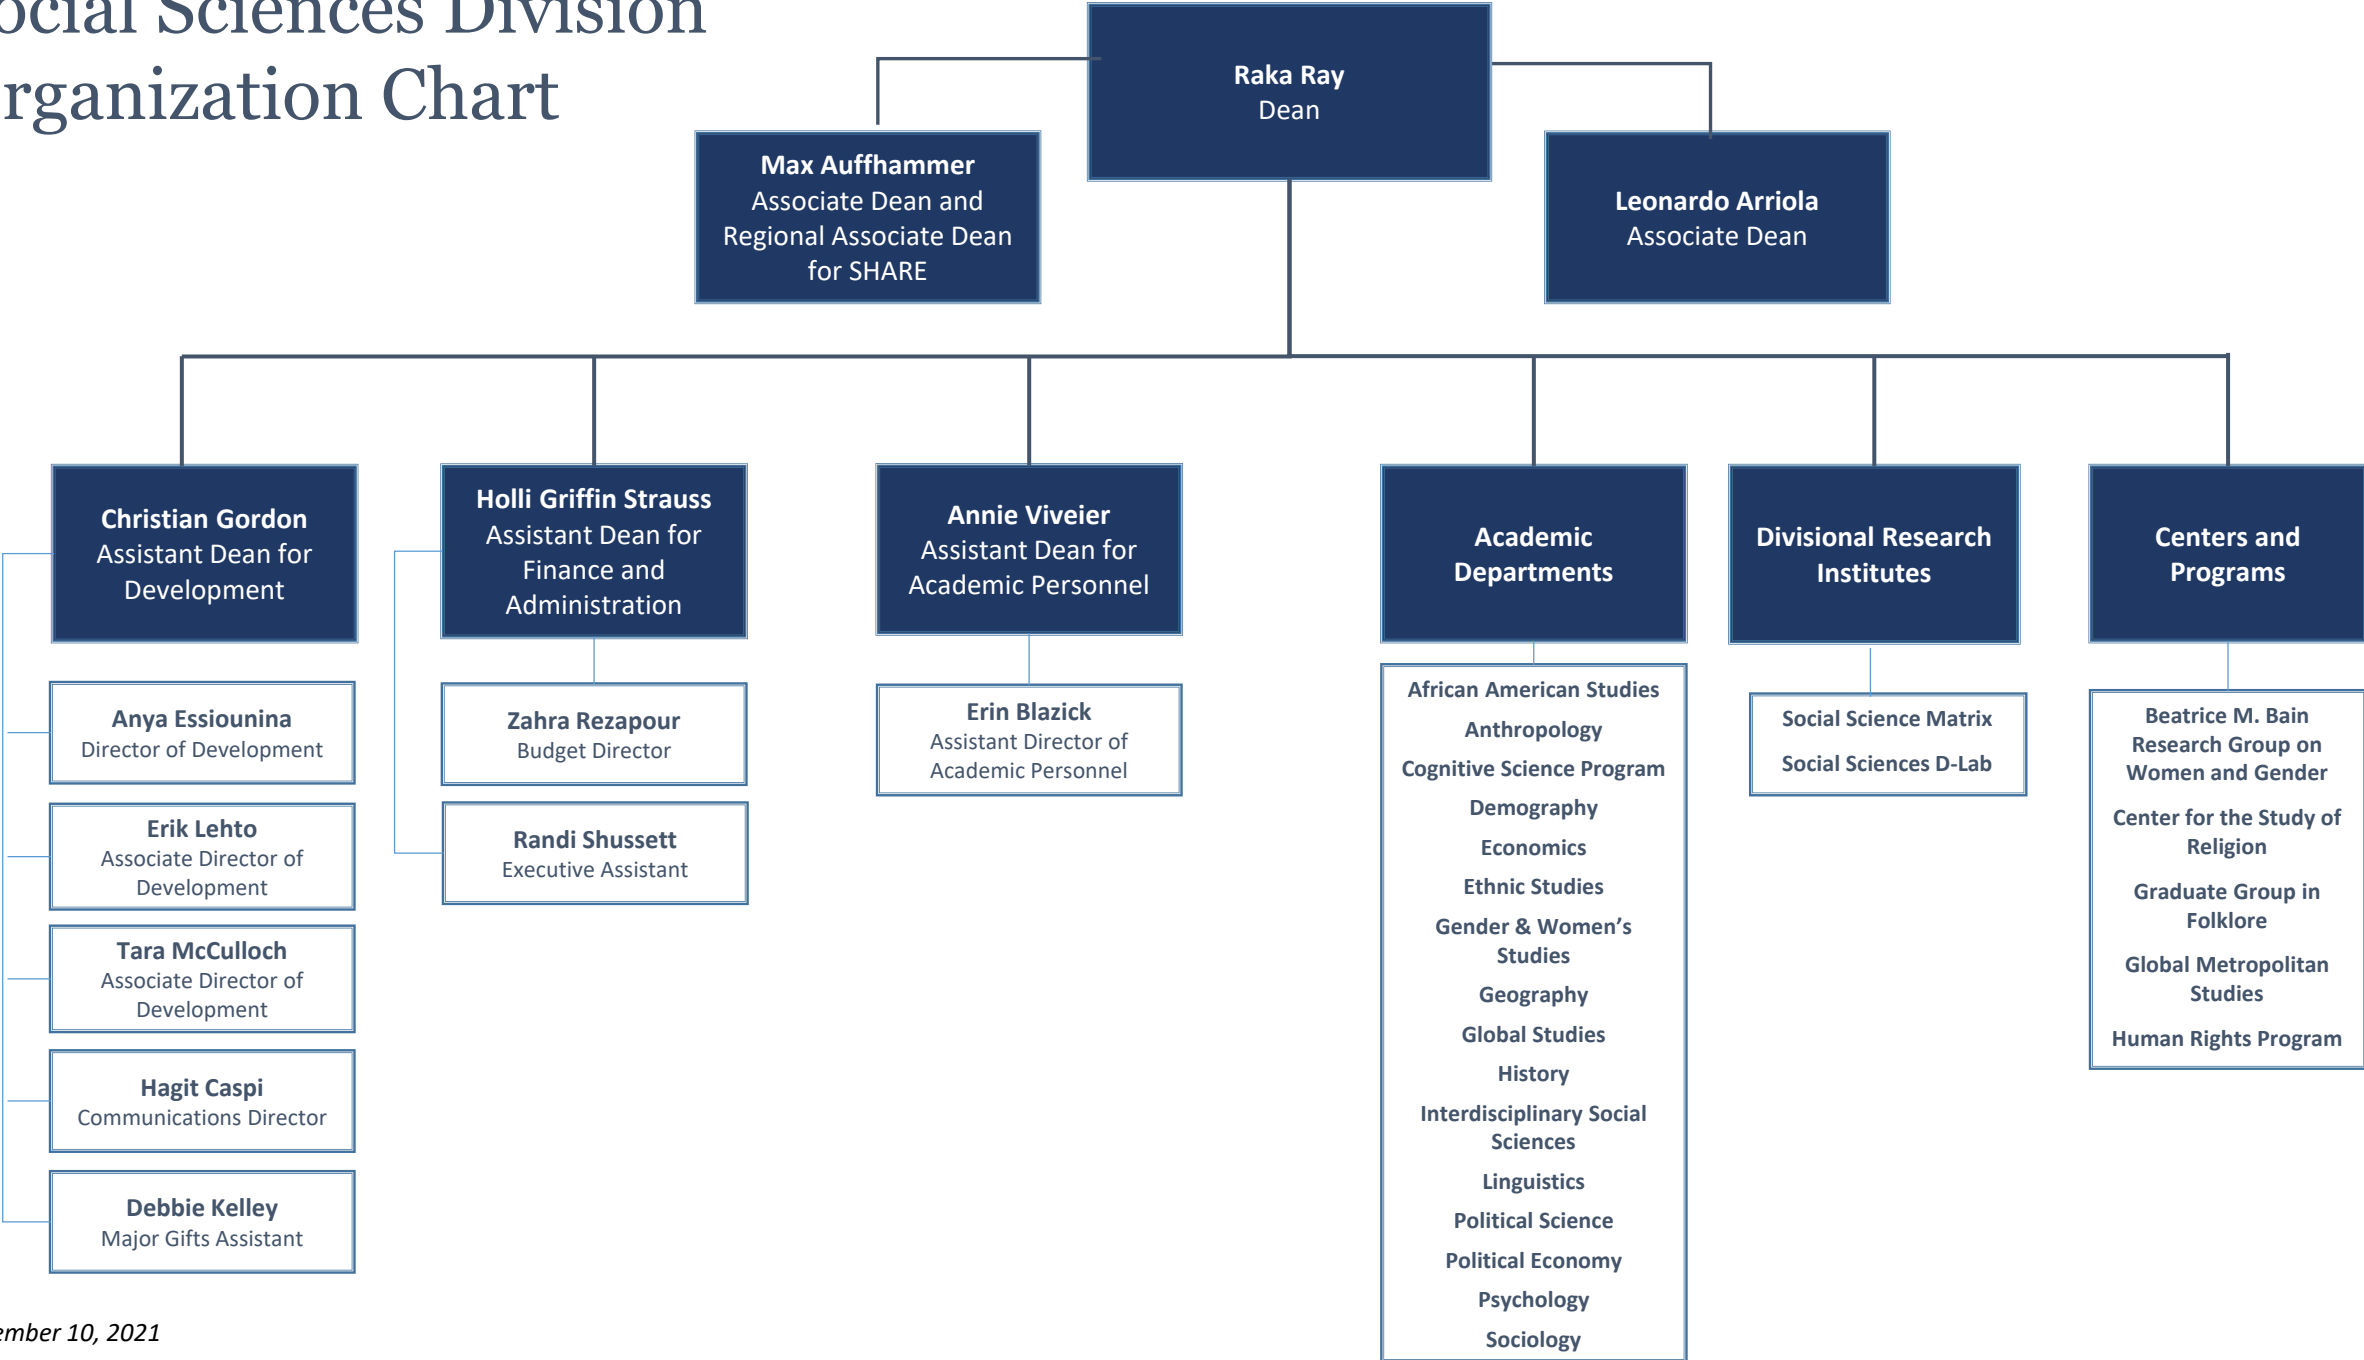 ocial Sciences Division
rganization Chart
Raka Ray
Dean
Max Auffhammer
Associate Dean and
Regional Associate Dean
for SHARE
Leonardo Arriola
Associate Dean
Christian Gordon
Assistant Dean for
Development
Holli Griffin Strauss
Assistant Dean for
Finance and
Administration
Annie Viveier
Assistant Dean for
Academic Personnel
Academic
Departments
Divisional Research
Institutes
Centers and
Programs
Anya Essiounina
Director of Development
Erik Lehto
Associate Director of
Development
Tara McCulloch
Associate Director of
Development
Hagit Caspi
Communications Director
Debbie Kelley
Major Gifts Assistant
Zahra Rezapour
Budget Director
Randi Shussett
Executive Assistant
Erin Blazick
Assistant Director of
Academic Personnel
African American Studies
Anthropology
Cognitive Science Program
Demography
Economics
Ethnic Studies
Gender & Women’s
Studies
Geography
Global Studies
History
Interdisciplinary Social
Sciences
Linguistics
Political Science
Political Economy
Psychology
Sociology
Social Science Matrix
Social Sciences D-Lab
Beatrice M. Bain
Research Group on
Women and Gender
Center for the Study of
Religion
Graduate Group in
Folklore
Global Metropolitan
Studies
Human Rights Program
ember 10, 2021